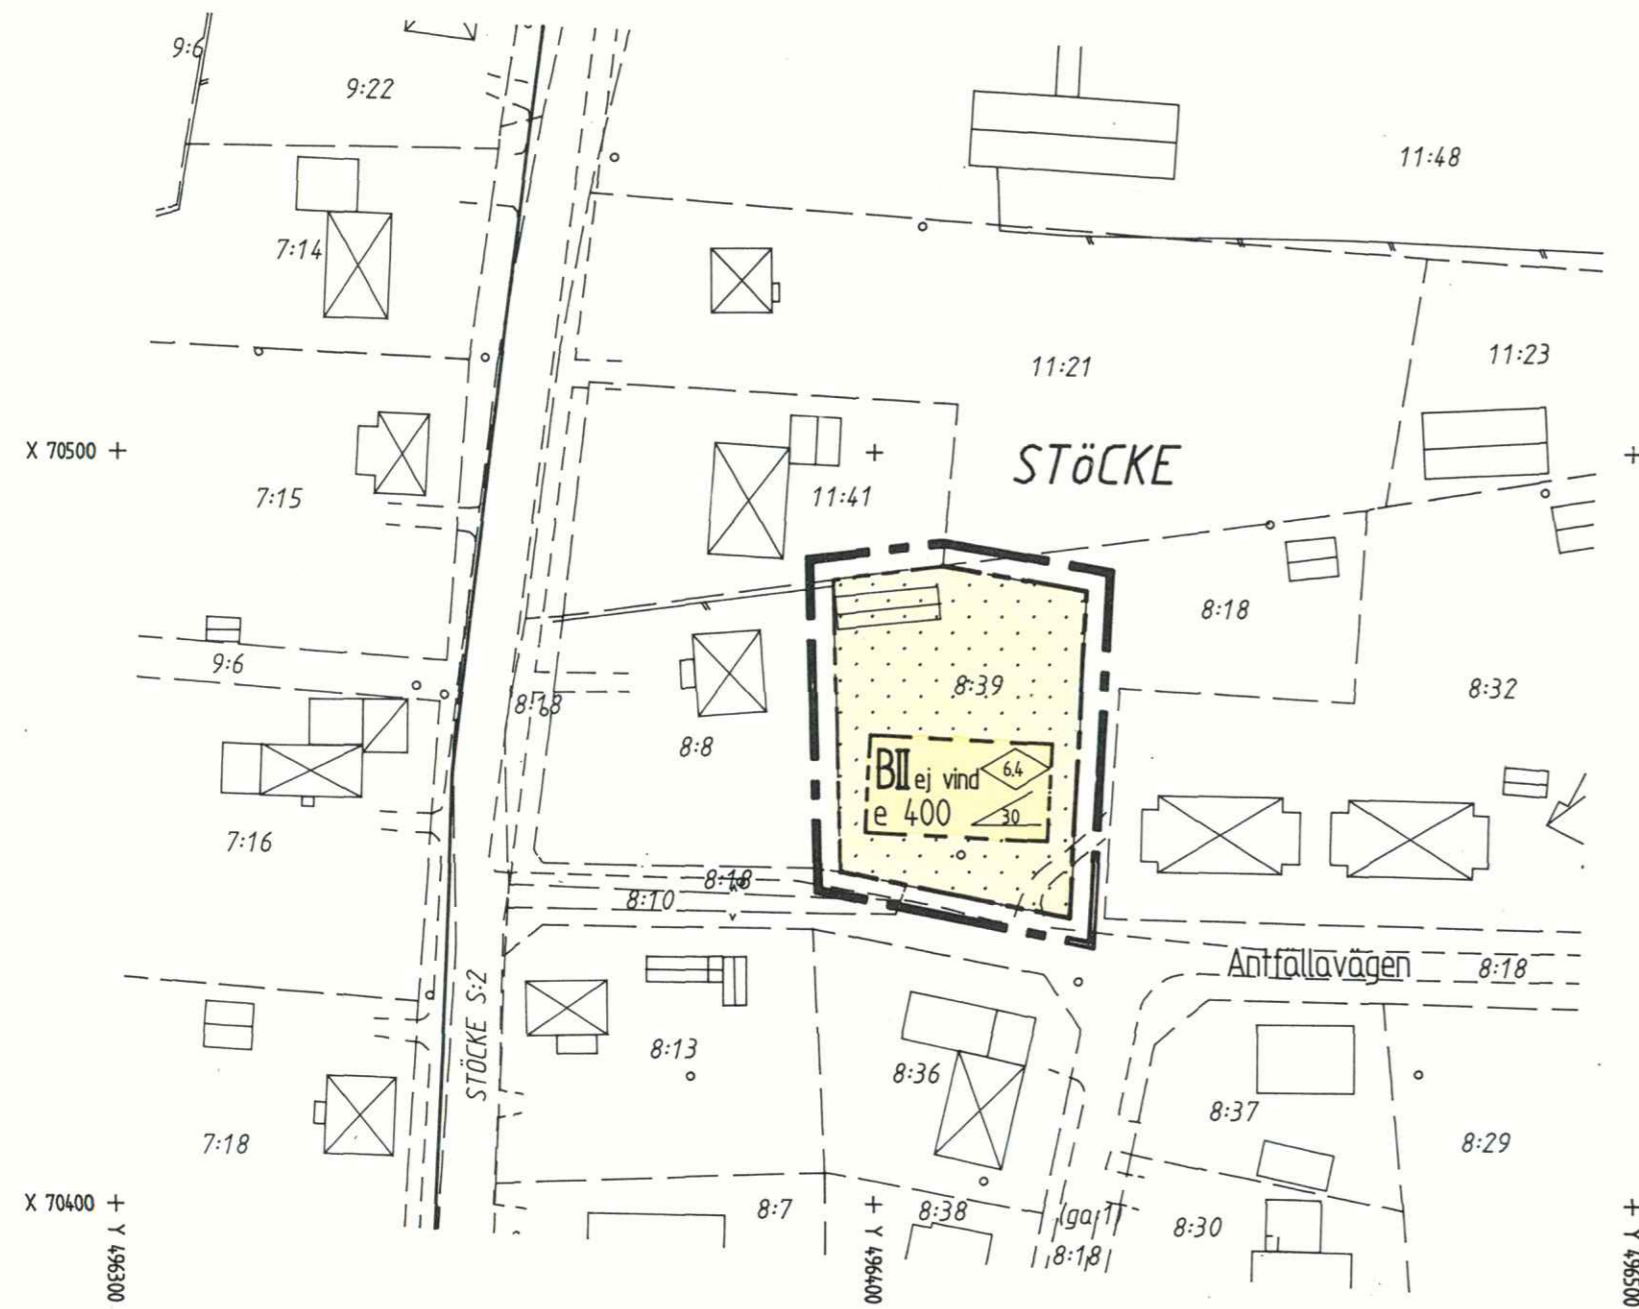 9:6
9:22
11:48
7:14
11:21
11:23
X 70500
STöCKE
7:15
11:41
8:18
9:6
8:39
8:32
8:18
8:8
BII ej vind 6.4
e 400 30
7:16
8:18
8:10
Antfällavägen
8:18
STÖCKE S:2
8:13
8:36
8:37
7:18
8:29
X 70400
8:7
8:38
(ga:1)
8:30
8:18
Y 496300
Y 496400
Y 496500